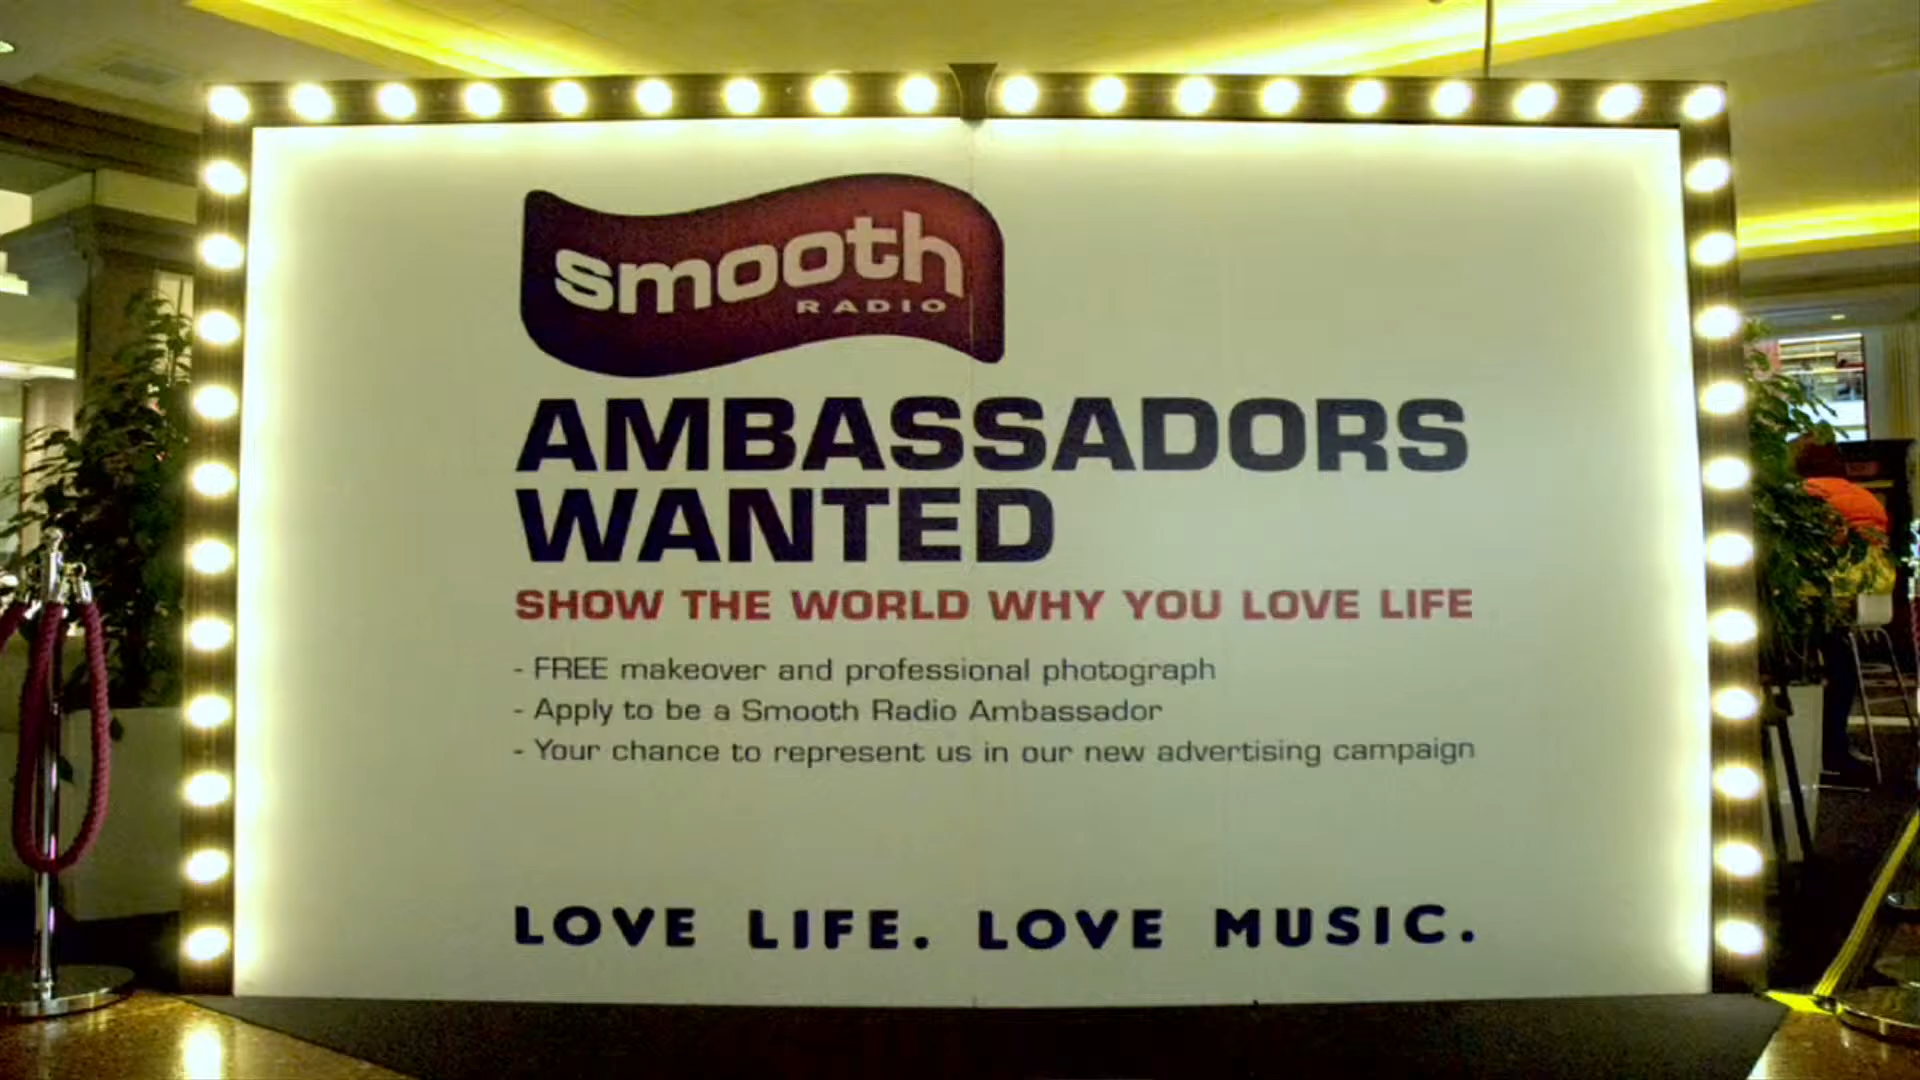 smooth
RADIO
AMBASSADORS
WANTED
SHOW THE WORLD WHY YOU LOVE LIFE
- FREE makeover and professional photograph
- Apply to be a Smooth Radio Ambassador
- Your chance to represent us in our new advertising campaign
LOVE LIFE. LOVE MUSIC.